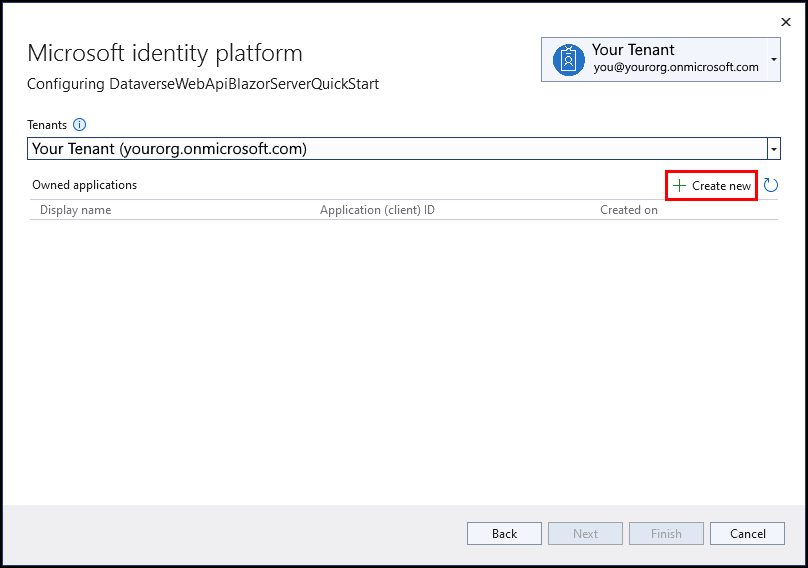 Microsoft identity platform
Configuring DataverseWebApiBlazorServerQuickStart
Your Tenant
you@yourorg.onmicrosoft.com
Tenants
Your Tenant (yourorg.onmicrosoft.com)
Owned applications
Create new
Display name Application (client) ID Created on
Back Next Finish Cancel